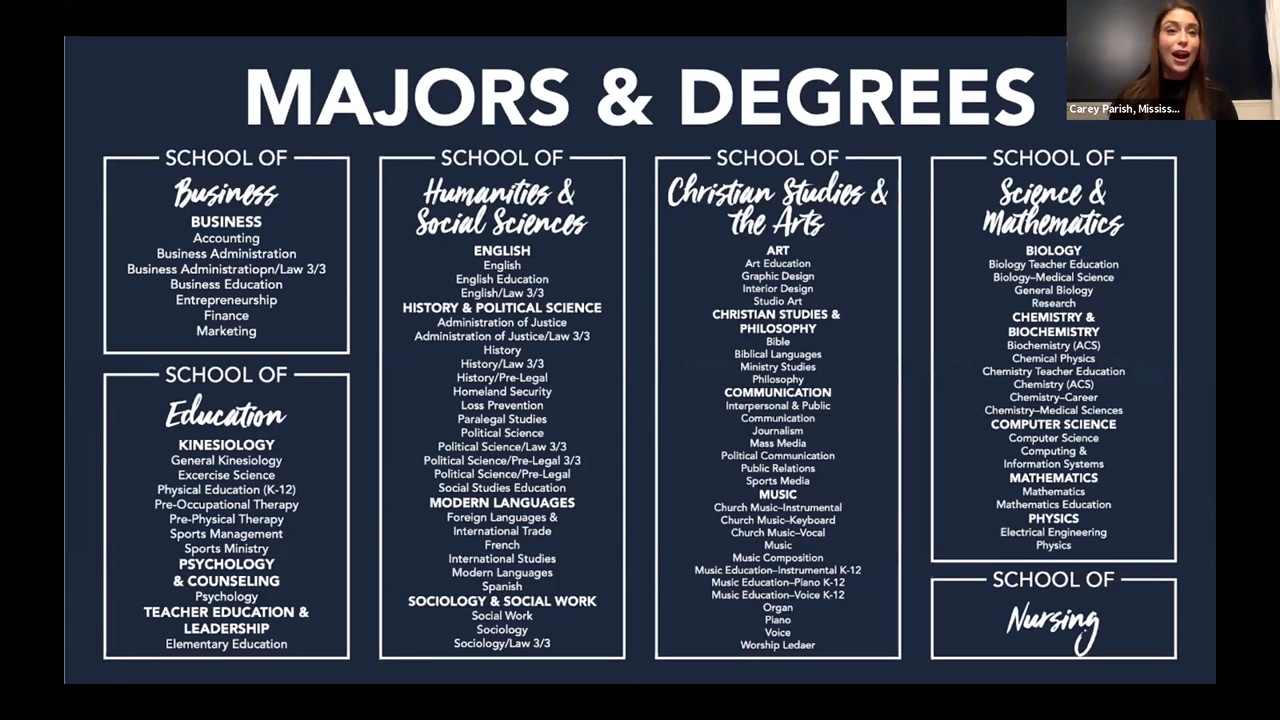 MAJORS & DEGREES
SCHOOL OF
Business
BUSINESS
Accounting
Business Administration
Business Administratiopn/Law 3/3
Business Education
Entrepreneurship
Finance
Marketing
SCHOOL OF
Education
KINESIOLOGY
General Kinesiology
Excercise Science
Physical Education (K-12)
Pre-Occupational Therapy
Pre-Physical Therapy
Sports Management
Sports Ministry
PSYCHOLOGY
& COUNSELING
Psychology
TEACHER EDUCATION &
LEADERSHIP
Elementary Education
SCHOOL OF
Humanities &
Social Sciences
ENGLISH
English
English Education
English/Law 3/3
HISTORY & POLITICAL SCIENCE
Administration of Justice
Administration of Justice/Law 3/3
History
History/Law 3/3
History/Pre-Legal
Homeland Security
Loss Prevention
Paralegal Studies
Political Science
Political Science/Law 3/3
Political Science/Pre-Legal 3/3
Political Science/Pre-Legal
Social Studies Education
MODERN LANGUAGES
Foreign Languages &
International Trade
French
International Studies
Modern Languages
Spanish
SOCIOLOGY & SOCIAL WORK
Social Work
Sociology
Sociology/Law 3/3
SCHOOL OF
Christian Studies &
the Arts
ART
Art Education
Graphic Design
Interior Design
Studio Art
CHRISTIAN STUDIES &
PHILOSOPHY
Bible
Biblical Languages
Ministry Studies
Philosophy
COMMUNICATION
Interpersonal & Public
Communication
Journalism
Mass Media
Political Communication
Public Relations
Sports Media
MUSIC
Church Music–Instrumental
Church Music–Keyboard
Church Music–Vocal
Music
Music Composition
Music Education–Instrumental K-12
Music Education–Piano K-12
Music Education–Voice K-12
Organ
Piano
Voice
Worship Ledaer
SCHOOL OF
Science &
Mathematics
BIOLOGY
Biology Teacher Education
Biology–Medical Science
General Biology
Research
CHEMISTRY &
BIOCHEMISTRY
Biochemistry (ACS)
Chemical Physics
Chemistry Teacher Education
Chemistry (ACS)
Chemistry–Career
Chemistry–Medical Sciences
COMPUTER SCIENCE
Computer Science
Computing &
Information Systems
MATHEMATICS
Mathematics
Mathematics Education
PHYSICS
Electrical Engineering
Physics
SCHOOL OF
Nursing
Carey Parish, Mississ...